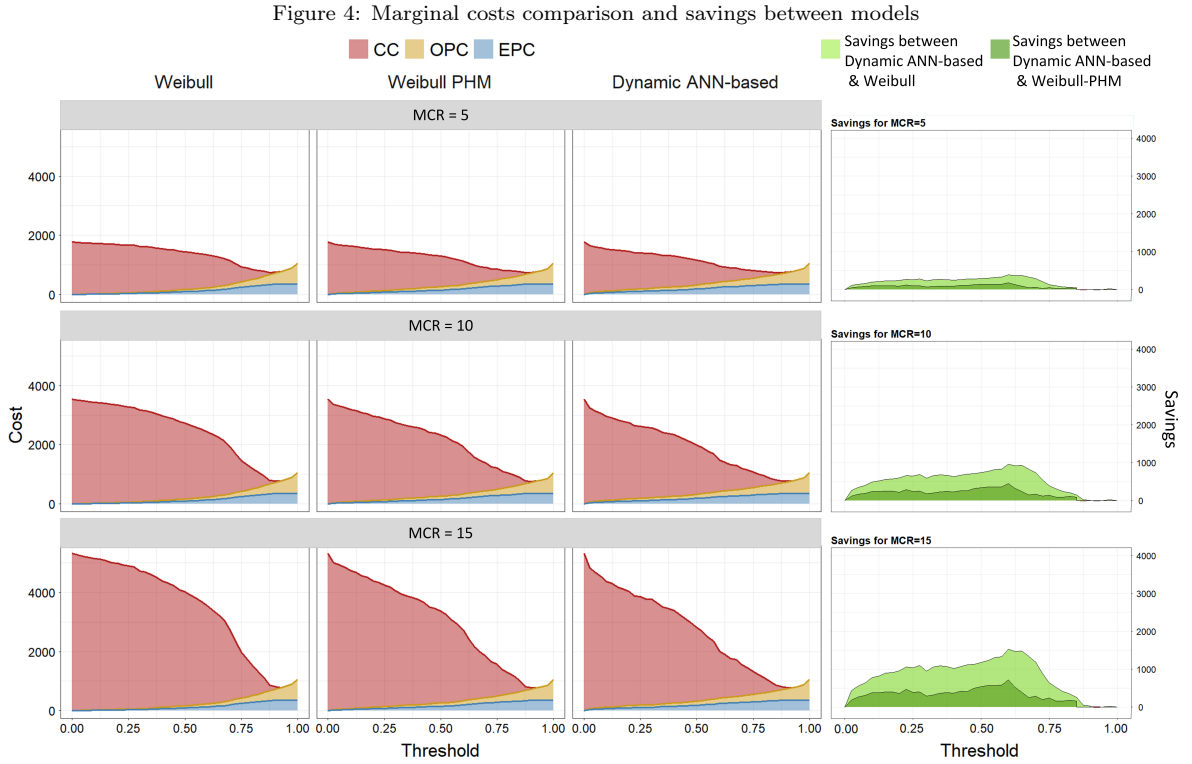 Figure 4: Marginal costs comparison and savings between models
CC OPC EPC
Savings between
Dynamic ANN-based
& Weibull
Savings between
Dynamic ANN-based
& Weibull-PHM
Weibull Weibull PHM Dynamic ANN-based
MCR = 5
Savings for MCR=5
4000
2000
0
4000
3000
2000
1000
0
MCR = 10
Savings for MCR=10
4000
2000
0
4000
3000
2000
1000
0
Cost
Savings
MCR = 15
Savings for MCR=15
4000
2000
0
4000
3000
2000
1000
0
0.00 0.25 0.50 0.75 1.00 0.00 0.25 0.50 0.75 1.00 0.00 0.25 0.50 0.75 1.00 0.00 0.25 0.50 0.75 1.00
Threshold Threshold